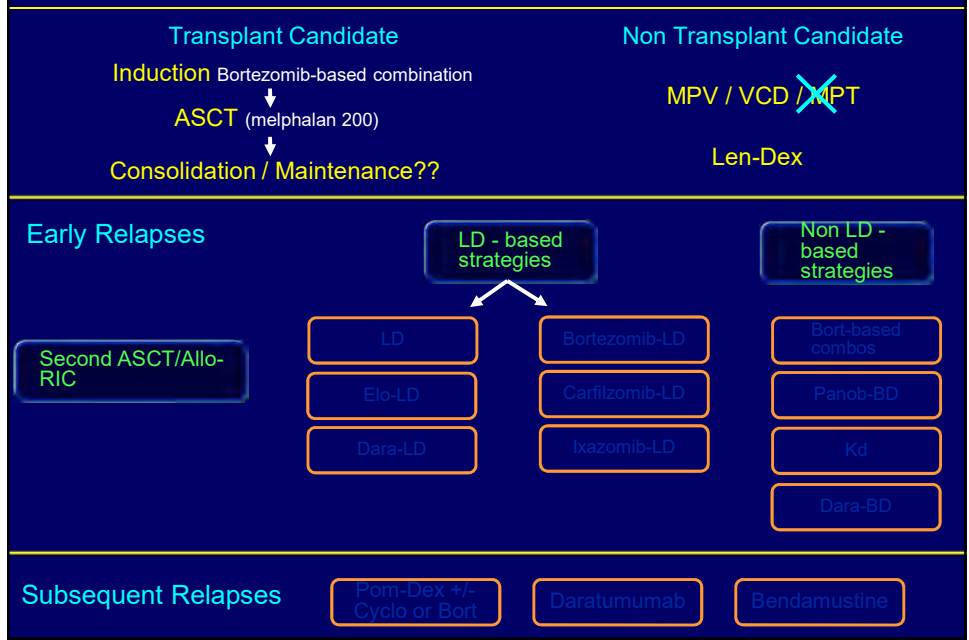 Transplant Candidate
Non Transplant Candidate
Induction Bortezomib-based combination
ASCT (melphalan 200)
Consolidation / Maintenance??
MPV / VCD / MPT
Len-Dex
Early Relapses
LD - based
strategies
Non LD -
based
strategies
Second ASCT/Allo-
RIC
LD
Elo-LD
Dara-LD
Bortezomib-LD
Carfilzomib-LD
Ixazomib-LD
Bort-based
combos
Panob-BD
Kd
Dara-BD
Subsequent Relapses
Pom-Dex +/-
Cyclo or Bort
Daratumumab
Bendamustine